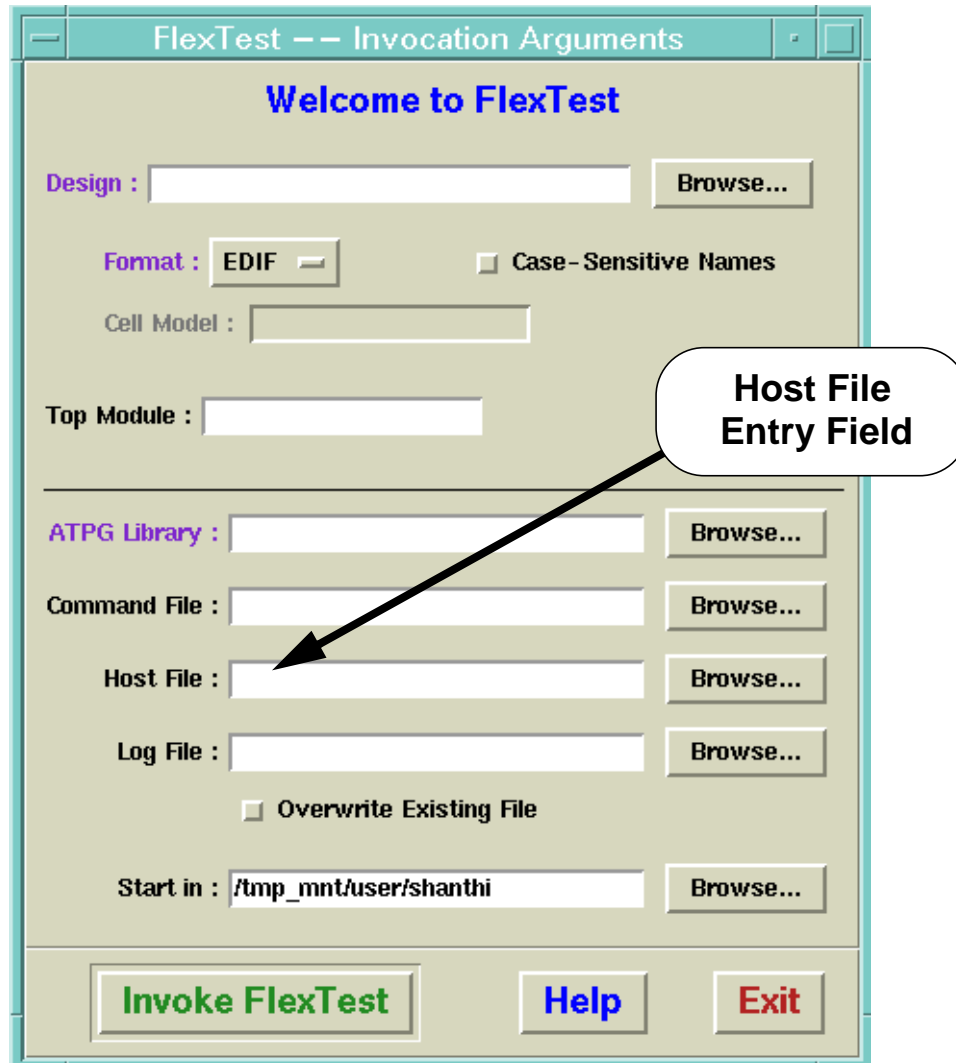 FlexTest -- Invocation Arguments
Welcome to FlexTest
Design :
Browse...
Format : EDIF
Case-Sensitive Names
Cell Model :
Host File
Entry Field
Top Module :
ATPG Library :
Browse...
Command File :
Browse...
Host File :
Browse...
Log File :
Browse...
Overwrite Existing File
Start in : /tmp_mnt/user/shanthi
Browse...
Invoke FlexTest
Help
Exit